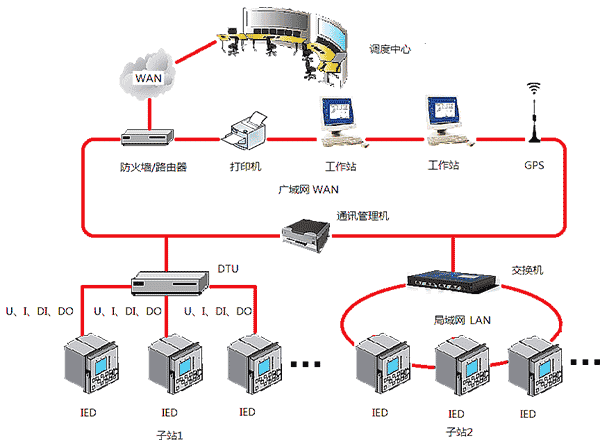 调度中心
WAN
防火墙/路由器
打印机
工作站
工作站
GPS
广域网 WAN
通讯管理机
DTU
交换机
U、I、DI、DO
U、I、DI、DO
U、I、DI、DO
局域网 LAN
IED
IED
IED
IED
IED
IED
子站1
子站2